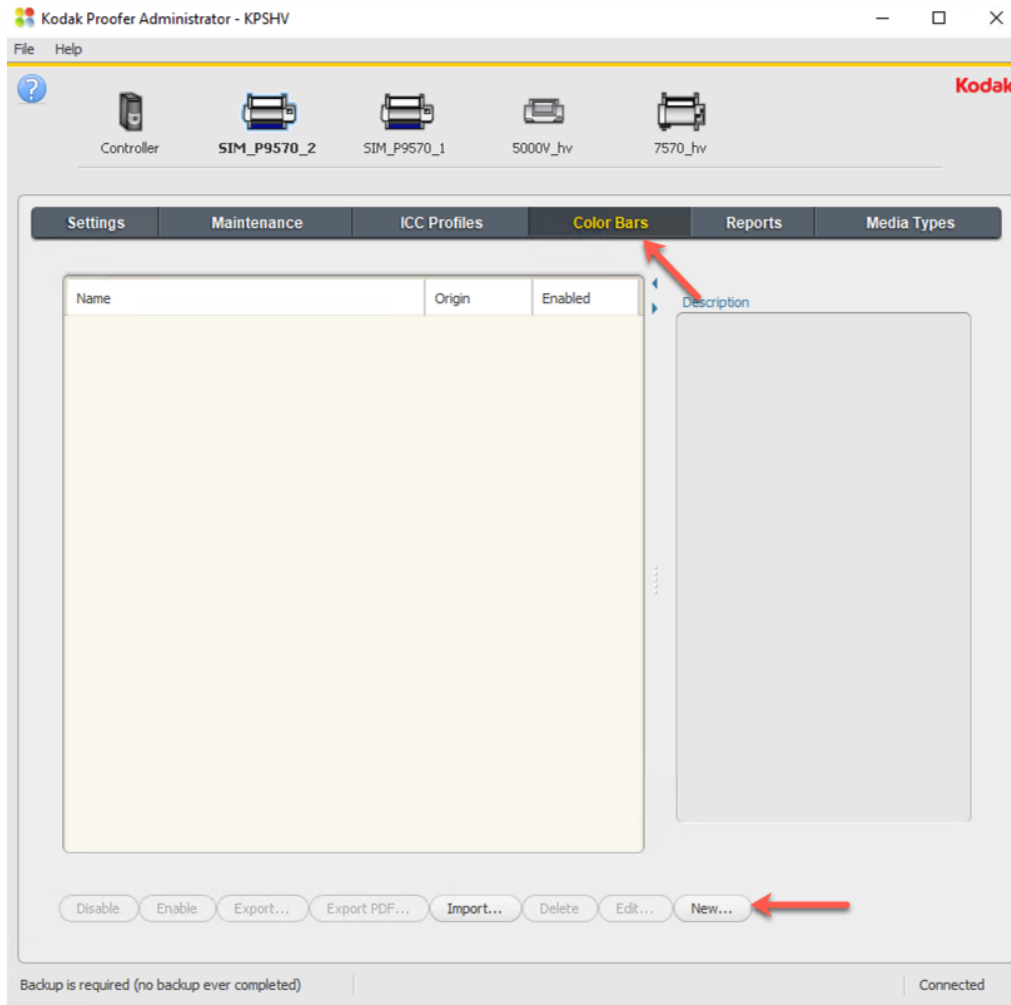 Kodak Proofer Administrator - KPSHV
File Help
Kodak
Controller SIM_P9570_2 SIM_P9570_1 5000V_hv 7570_hv
Settings Maintenance ICC Profiles Color Bars Reports Media Types
Name Origin Enabled
Description
Disable Enable Export... Export PDF... Import... Delete Edit... New...
Backup is required (no backup ever completed) Connected